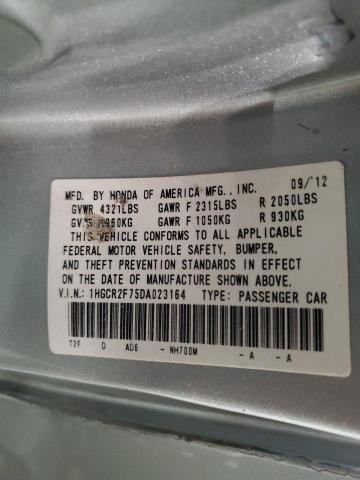 MFD. BY HONDA OF AMERICA MFG., INC. 09/'12
GVWR 4321LBS GAWR F 2315LBS R 2050LBS
1960KG GAWR F 1050KG R 930KG
THIS VEHICLE CONFORMS TO ALL APPLICABLE
FEDERAL MOTOR VEHICLE SAFETY, BUMPER,
AND THEFT PREVENTION STANDARDS IN EFFECT
ON THE DATE OF MANUFACTURE SHOWN ABOVE.
V.I.N.: 1HGCR2F75DA023164 TYPE: PASSENGER CAR
T2F D AD6 - NH700M - A - A